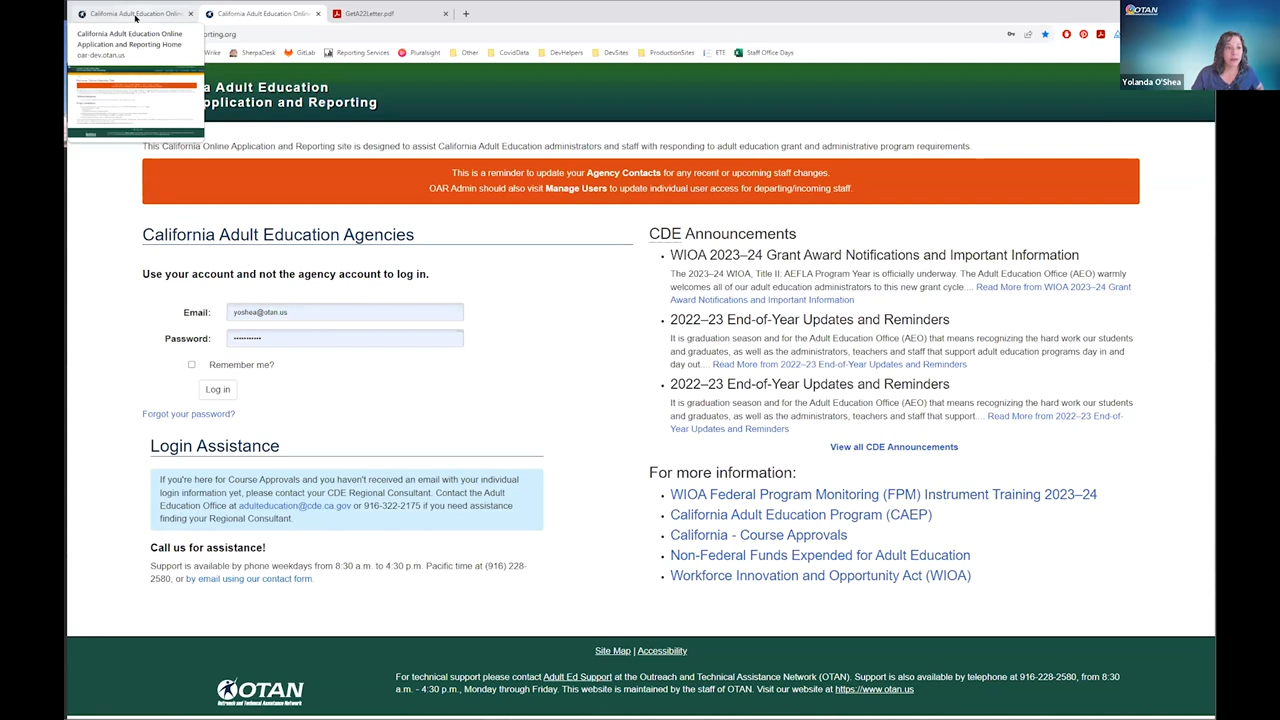 California Adult Education Onlin
California Adult Education Onlin
GetA22Letter.pdf
California Adult Education Online
Application and Reporting Home
oar-dev.otan.us
rting.org
Wrike
SherpaDesk
GitLab
Reporting Services
Pluralsight
Other
CovidData
DevHelpers
DevSites
ProductionSites
ETE
Staff Office Days
OTAN
Yolanda O'Shea
a Adult Education
pplication and Reporting
This California Online Application and Reporting site is designed to assist California Adult Education administrators and staff with responding to adult education grant and administrative program requirements.
This is a reminder to update your Agency Contacts for any recent or upcoming staff changes.
OAR Admin should also visit Manage Users to update individual user access for departing/incoming staff.
California Adult Education Agencies
Use your account and not the agency account to log in.
Email:
yoshea@otan.us
Password:
•••••••••••
Remember me?
Log in
Forgot your password?
Login Assistance
If you're here for Course Approvals and you haven't received an email with your individual
login information yet, please contact your CDE Regional Consultant. Contact the Adult
Education Office at adulteducation@cde.ca.gov or 916-322-2175 if you need assistance
finding your Regional Consultant.
Call us for assistance!
Support is available by phone weekdays from 8:30 a.m. to 4:30 p.m. Pacific time at (916) 228-
2580, or by email using our contact form.
CDE Announcements
WIOA 2023–24 Grant Award Notifications and Important Information
The 2023–24 WIOA, Title II: AEFLA Program Year is officially underway. The Adult Education Office (AEO) warmly
welcomes all of our adult education administrators to this new grant cycle.... Read More from WIOA 2023–24 Grant
Award Notifications and Important Information
2022–23 End-of-Year Updates and Reminders
It is graduation season and for the Adult Education Office (AEO) that means recognizing the hard work our students
and graduates, as well as the administrators, teachers and staff that support adult education programs day in and
day out.... Read More from 2022–23 End-of-Year Updates and Reminders
2022–23 End-of-Year Updates and Reminders
It is graduation season and for the Adult Education Office (AEO) that means recognizing the hard work our students
and graduates, as well as the administrators, teachers and staff that support.... Read More from 2022–23 End-of-
Year Updates and Reminders
View all CDE Announcements
For more information:
WIOA Federal Program Monitoring (FPM) Instrument Training 2023–24
California Adult Education Program (CAEP)
California - Course Approvals
Non-Federal Funds Expended for Adult Education
Workforce Innovation and Opportunity Act (WIOA)
Site Map | Accessibility
OTAN
Outreach and Technical Assistance Network
For technical support please contact Adult Ed Support at the Outreach and Technical Assistance Network (OTAN). Support is also available by telephone at 916-228-2580, from 8:30
a.m. - 4:30 p.m., Monday through Friday. This website is maintained by the staff of OTAN. Visit our website at https://www.otan.us